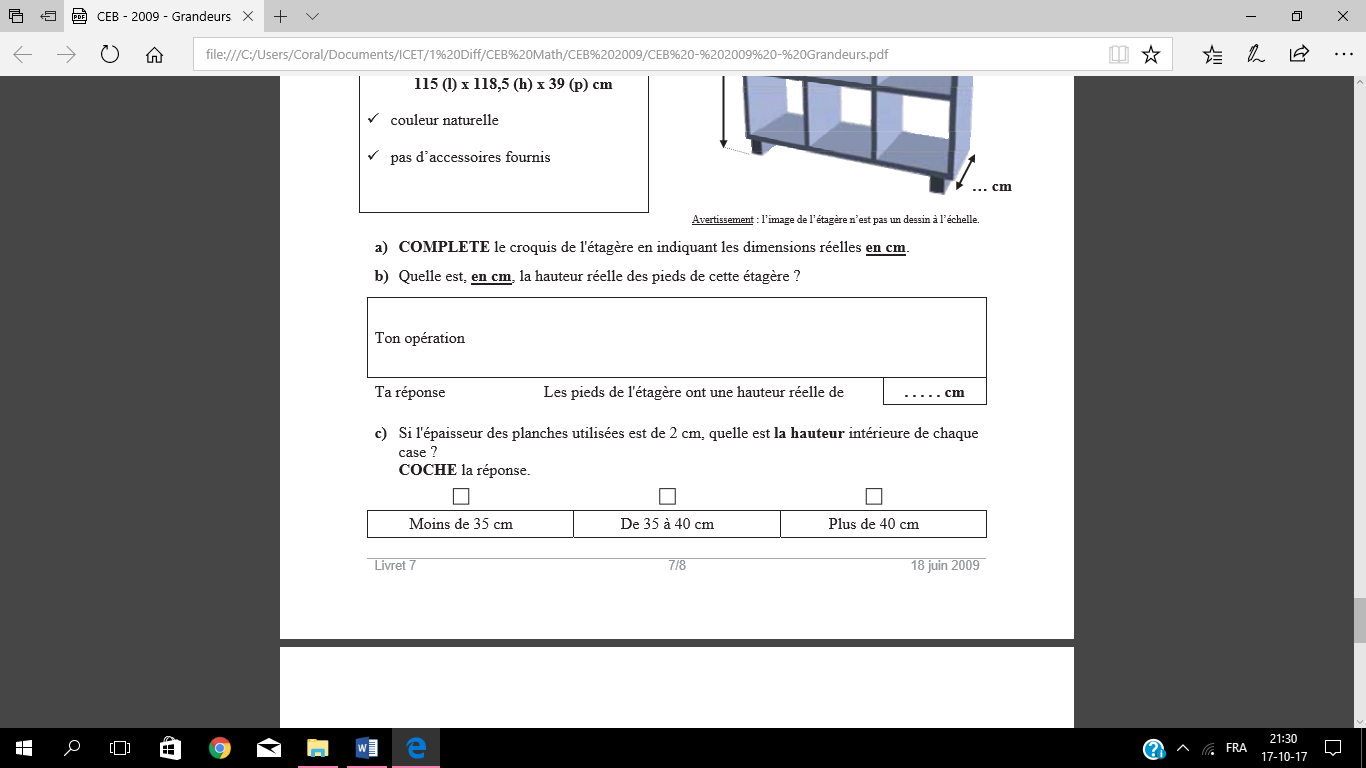 CEB - 2009 - Grandeurs
file:///C:/Users/Coral/Documents/ICET/1%20Diff/CEB%20Math/CEB%202009/CEB%20-%202009%20-%20Grandeurs.pdf
115 (l) x 118,5 (h) x 39 (p) cm
✓ couleur naturelle
✓ pas d’accessoires fournis
… cm
Avertissement : l’image de l’étagère n’est pas un dessin à l’échelle.
a) COMPLETE le croquis de l'étagère en indiquant les dimensions réelles en cm.
b) Quelle est, en cm, la hauteur réelle des pieds de cette étagère ?
Ton opération
Ta réponse Les pieds de l'étagère ont une hauteur réelle de . . . . . cm
c) Si l'épaisseur des planches utilisées est de 2 cm, quelle est la hauteur intérieure de chaque
case ?
COCHE la réponse.
Moins de 35 cm De 35 à 40 cm Plus de 40 cm
Livret 7 7/8 18 juin 2009
FRA
21:30
17-10-17